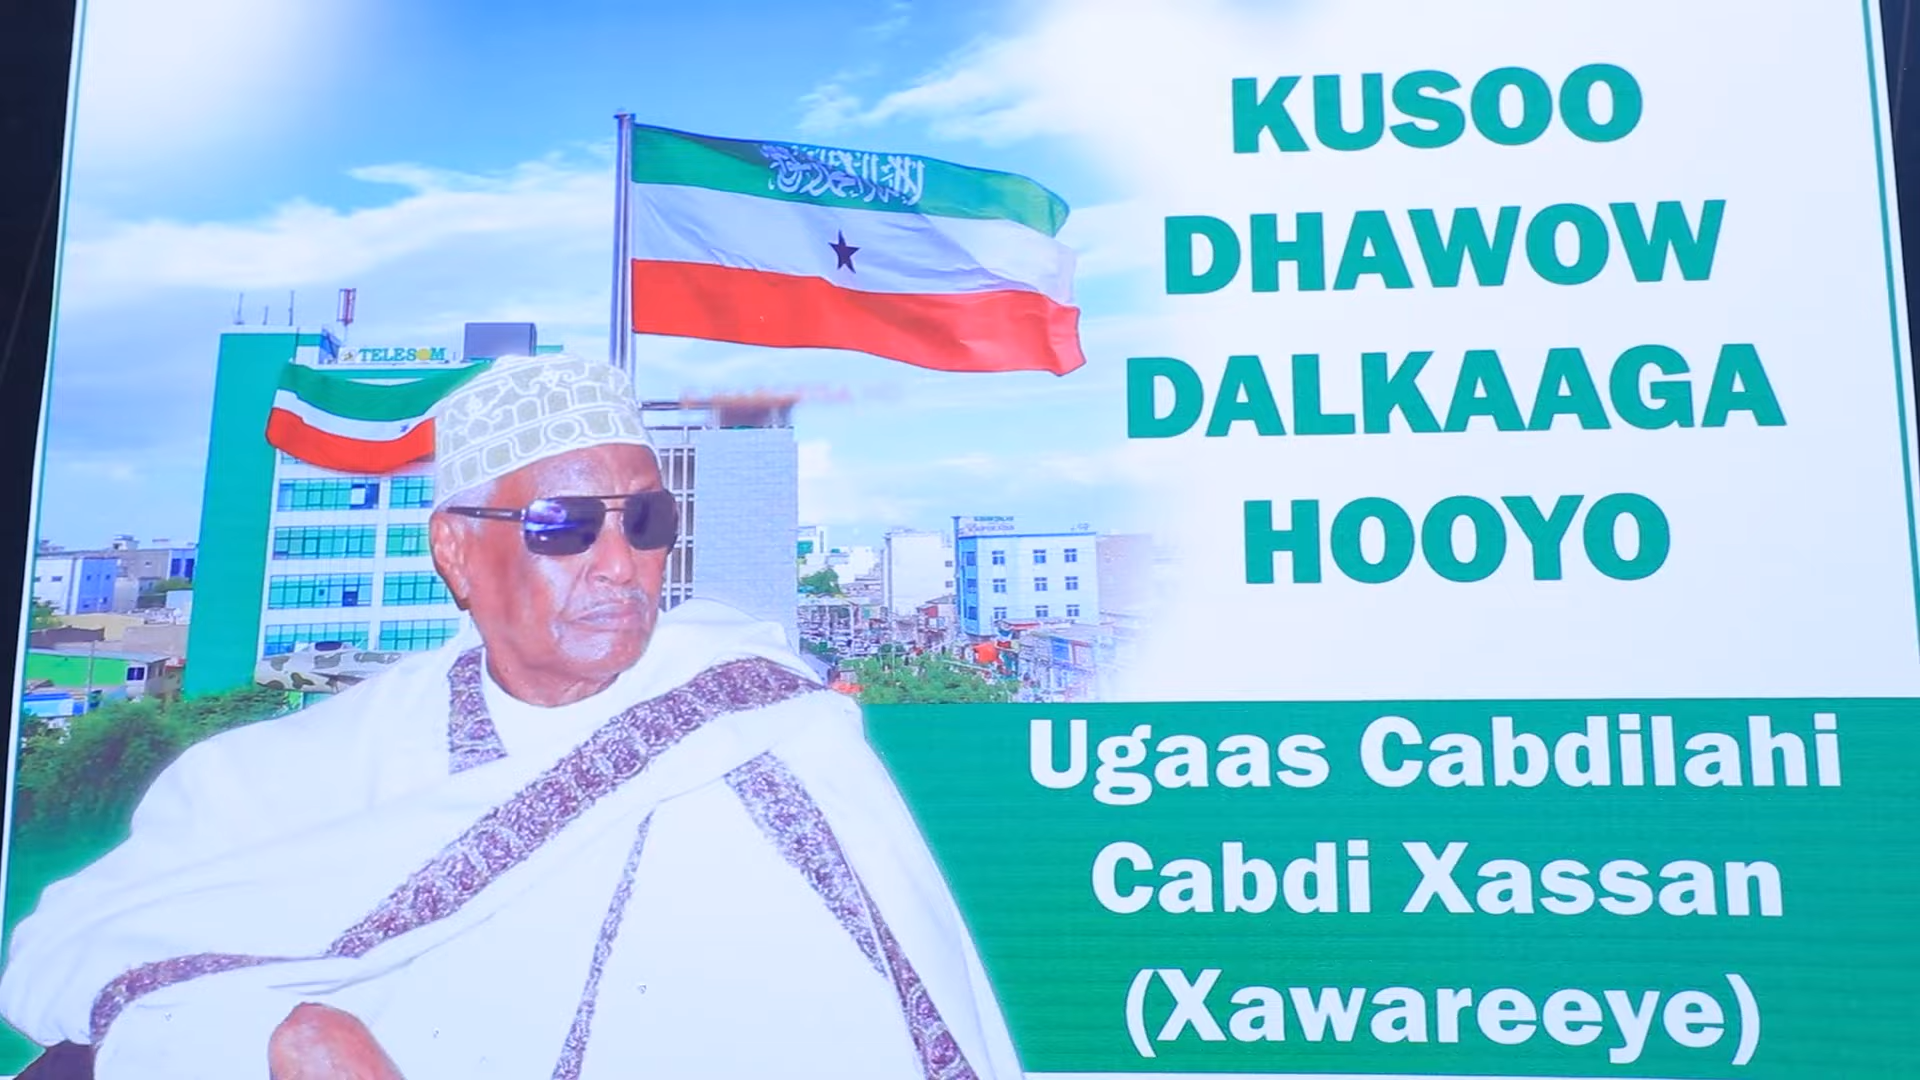 KUSOO
DHAWOW
DALKAAGA
HOOYO
TELESOM
Ugaas Cabdilahi
Cabdi Xassan
(Xawareeye)